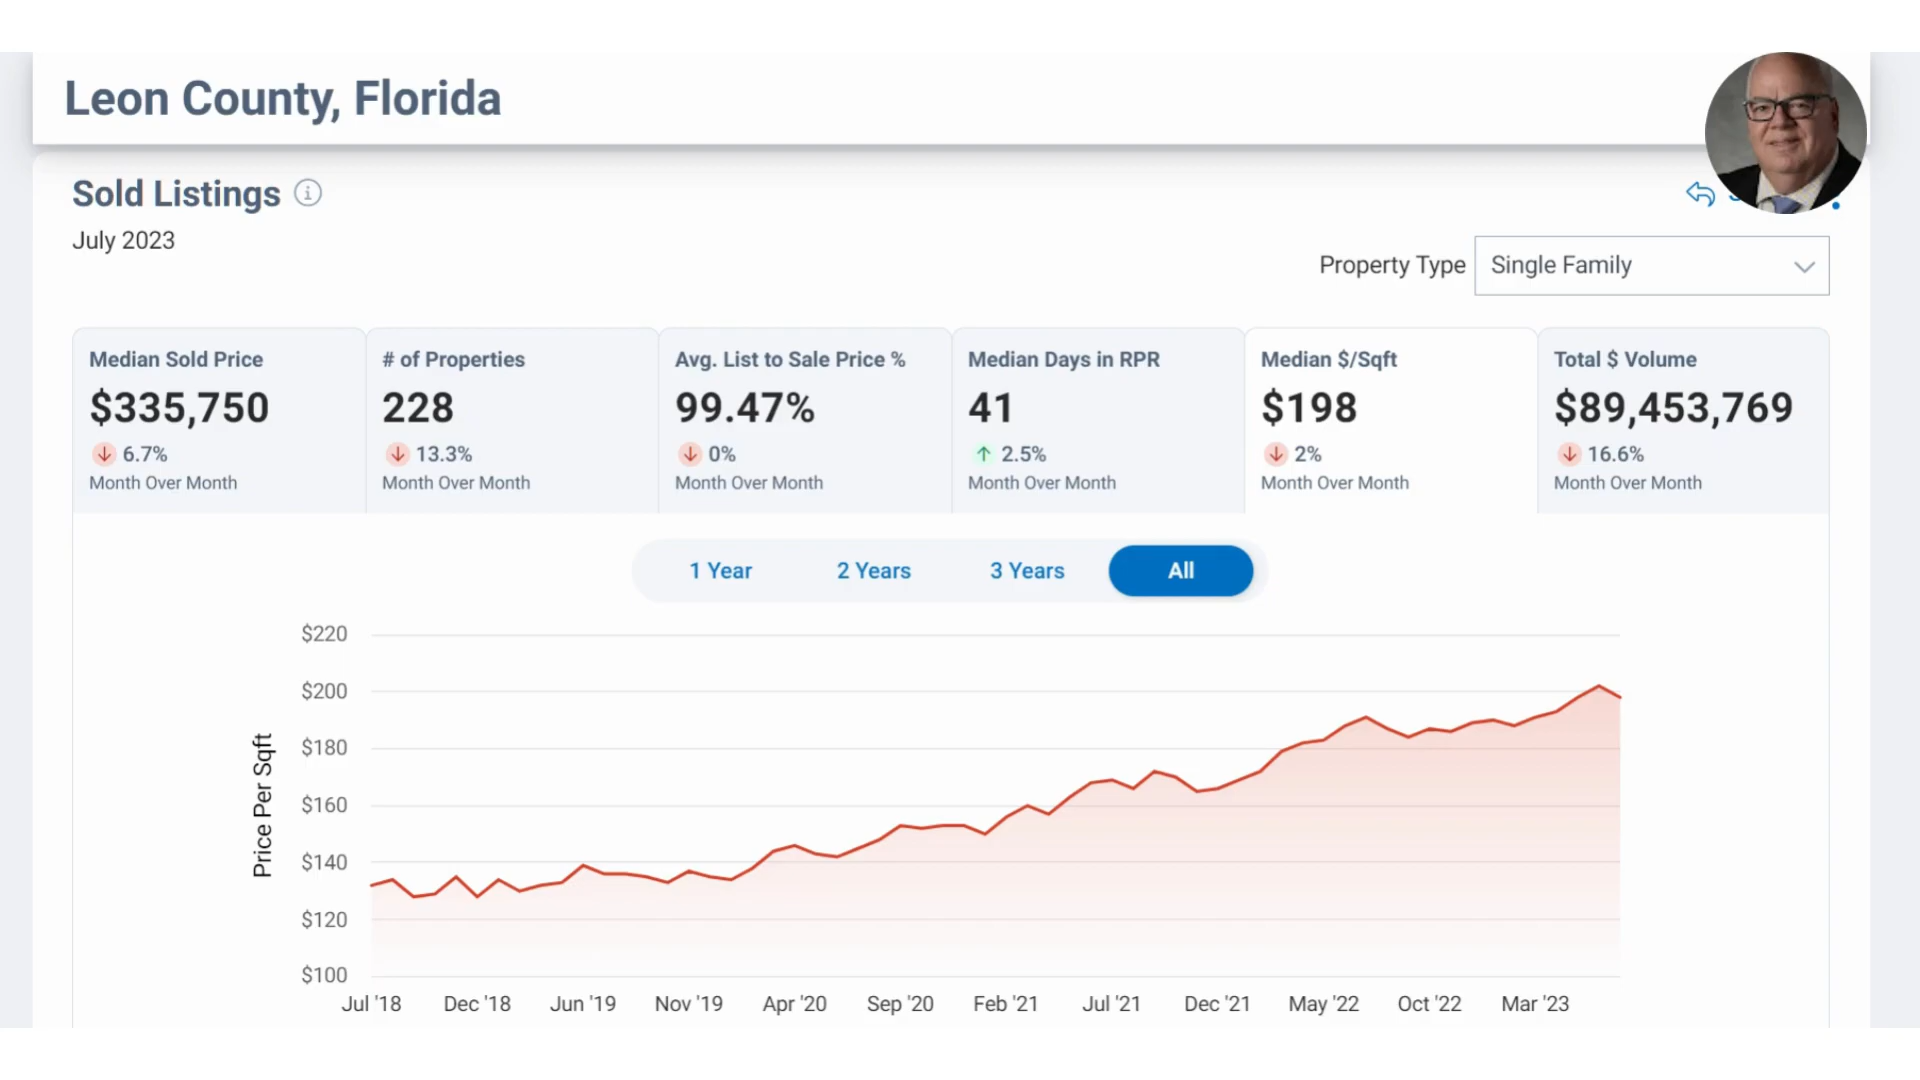 Leon County, Florida
Sold Listings
July 2023
Property Type Single Family
Median Sold Price
$335,750
6.7%
Month Over Month
# of Properties
228
13.3%
Month Over Month
Avg. List to Sale Price %
99.47%
0%
Month Over Month
Median Days in RPR
41
2.5%
Month Over Month
Median $/Sqft
$198
2%
Month Over Month
Total $ Volume
$89,453,769
16.6%
Month Over Month
1 Year 2 Years 3 Years All
Price Per Sqft
$220
$200
$180
$160
$140
$120
$100
Jul '18 Dec '18 Jun '19 Nov '19 Apr '20 Sep '20 Feb '21 Jul '21 Dec '21 May '22 Oct '22 Mar '23